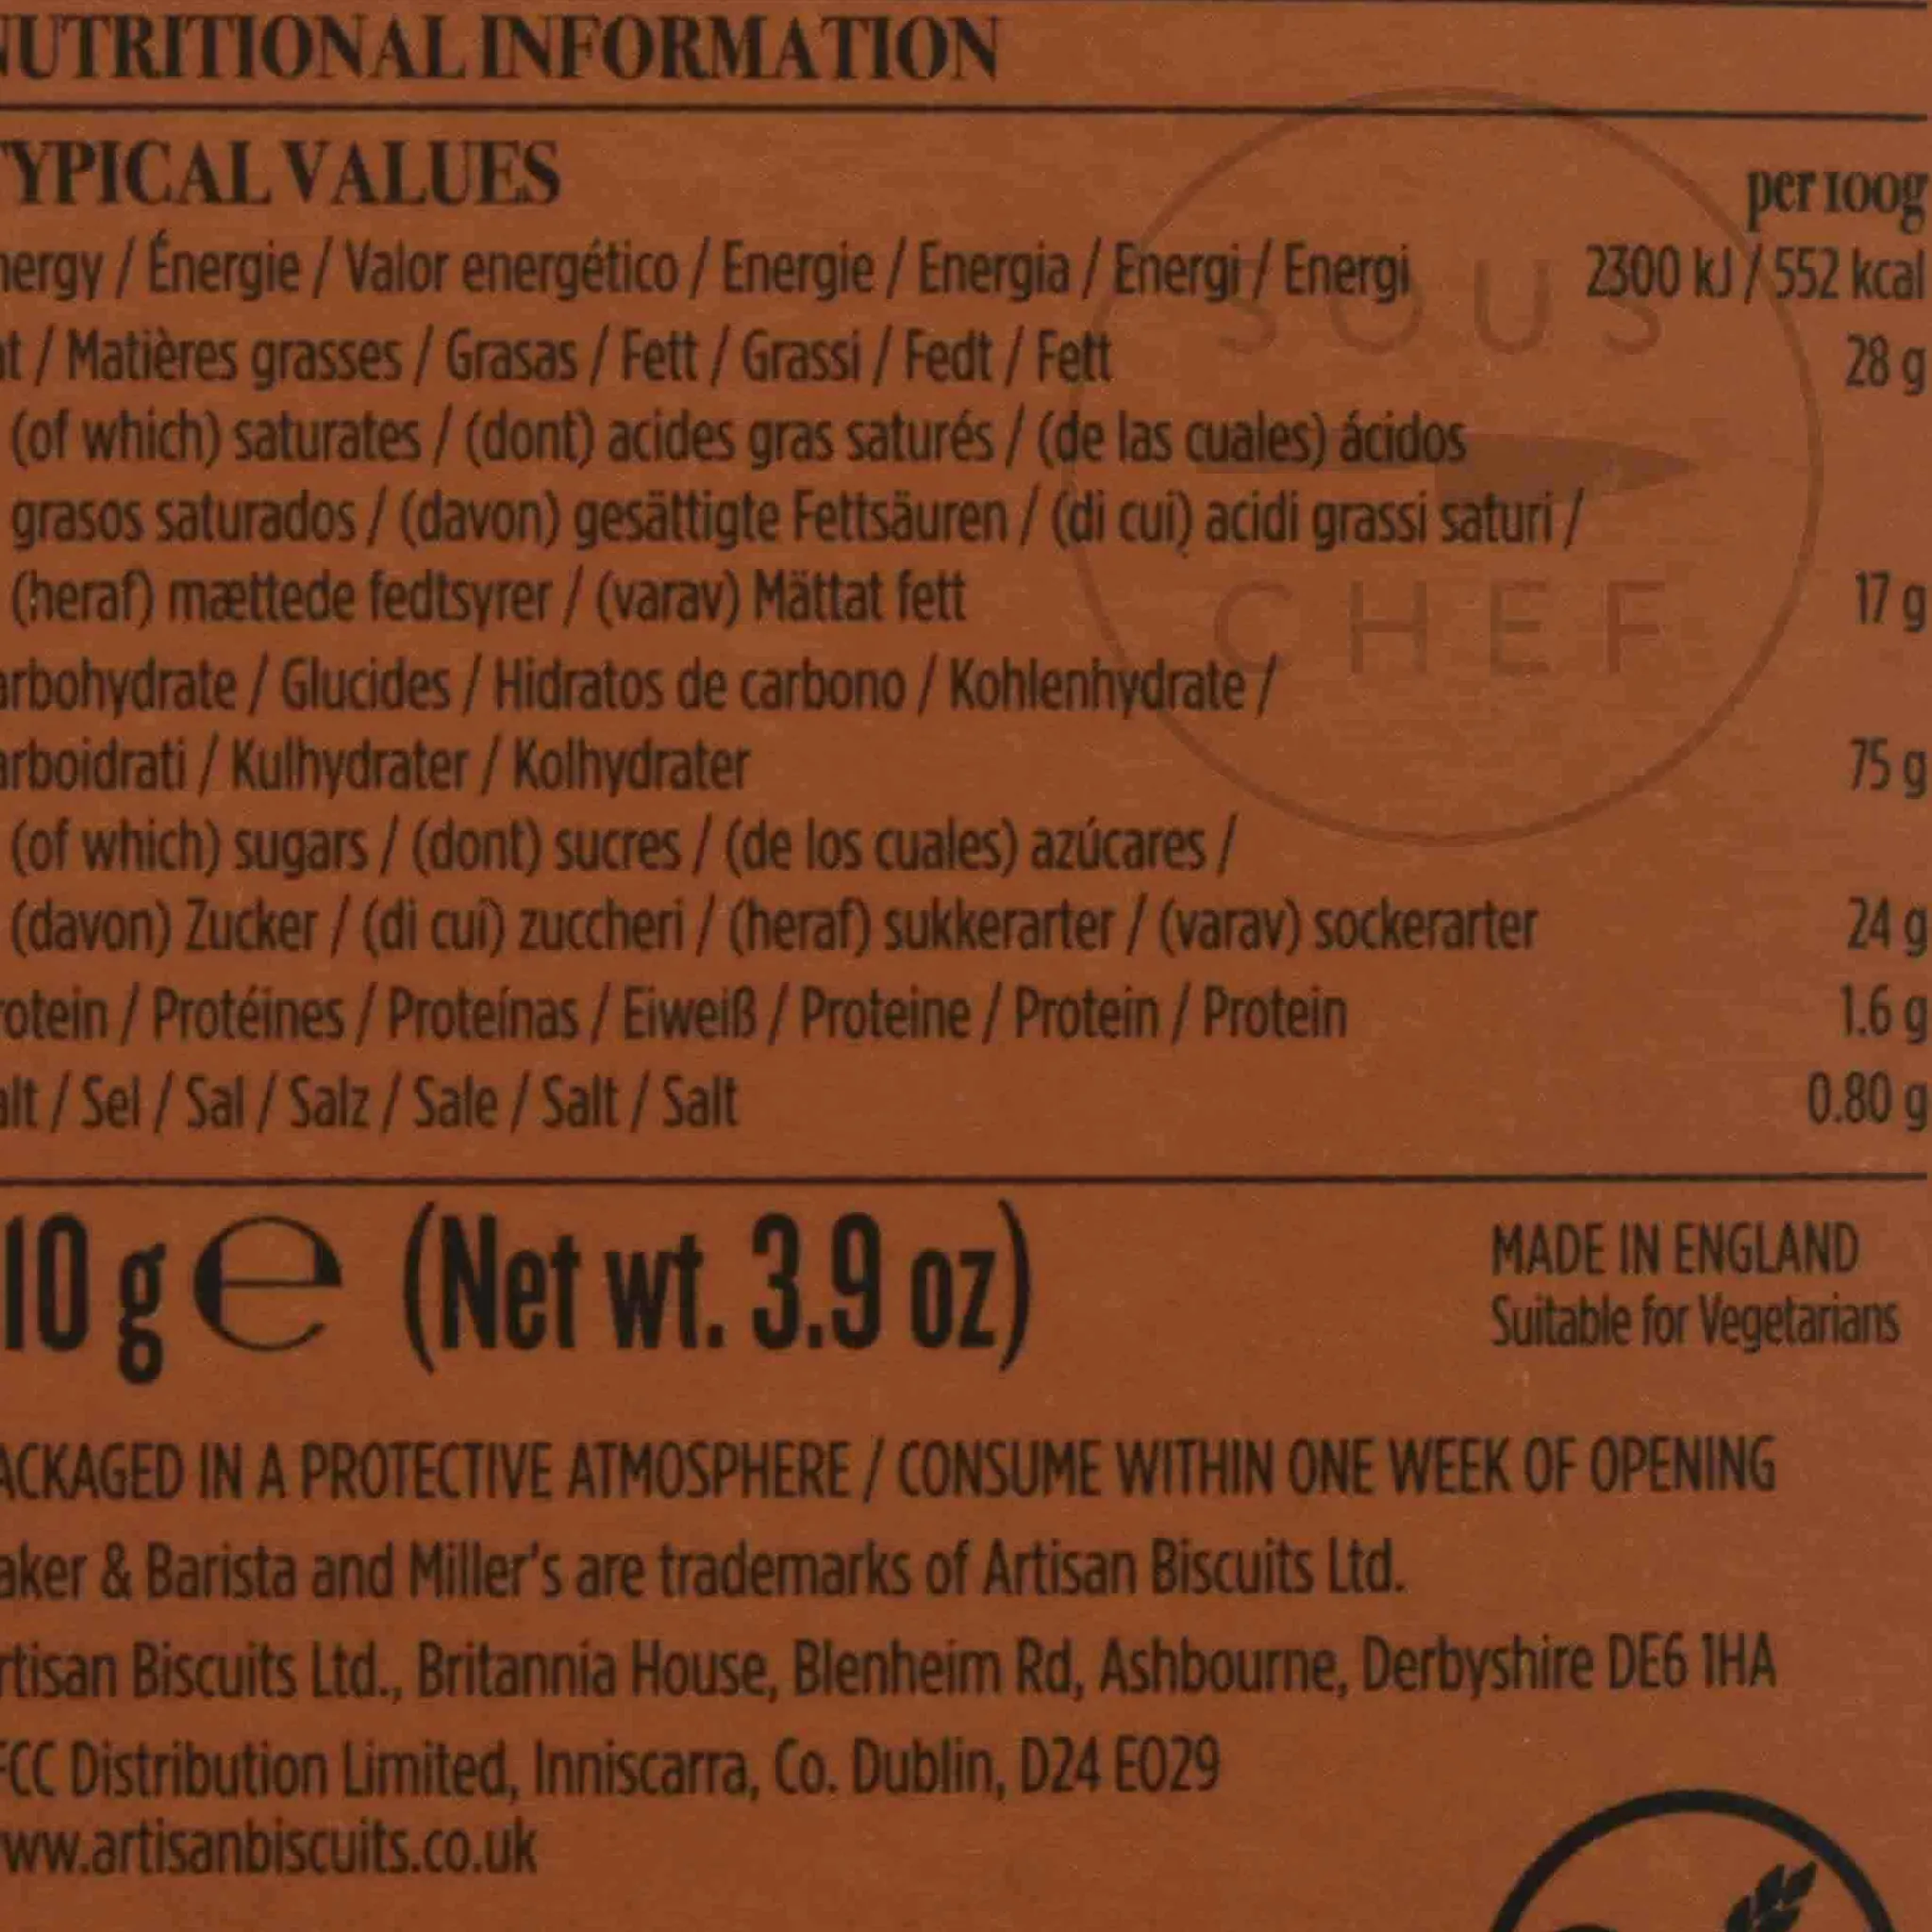 NUTRITIONAL INFORMATION
TYPICAL VALUES per 100g
nergy / Énergie / Valor energético / Energie / Energia / Energi / Energi 2300 kJ / 552 kcal
at / Matières grasses / Grasas / Fett / Grassi / Fedt / Fett 28 g
(of which) saturates / (dont) acides gras saturés / (de las cuales) ácidos
grasos saturados / (davon) gesättigte Fettsäuren / (di cui) acidi grassi saturi /
(heraf) mættede fedtsyrer / (varav) Mättat fett 17 g
arbohydrate / Glucides / Hidratos de carbono / Kohlenhydrate /
arboidrati / Kulhydrater / Kolhydrater 75 g
(of which) sugars / (dont) sucres / (de los cuales) azúcares /
(davon) Zucker / (di cui) zuccheri / (heraf) sukkerarter / (varav) sockerarter 24 g
rotein / Protéines / Proteínas / Eiweiß / Proteine / Protein / Protein 1.6 g
alt / Sel / Sal / Salz / Sale / Salt / Salt 0.80 g
SOUS
CHEF
10 g e (Net wt. 3.9 oz)
MADE IN ENGLAND
Suitable for Vegetarians
ACKAGED IN A PROTECTIVE ATMOSPHERE / CONSUME WITHIN ONE WEEK OF OPENING
aker & Barista and Miller's are trademarks of Artisan Biscuits Ltd.
rtisan Biscuits Ltd., Britannia House, Blenheim Rd, Ashbourne, Derbyshire DE6 1HA
FCC Distribution Limited, Inniscarra, Co. Dublin, D24 E029
ww.artisanbiscuits.co.uk